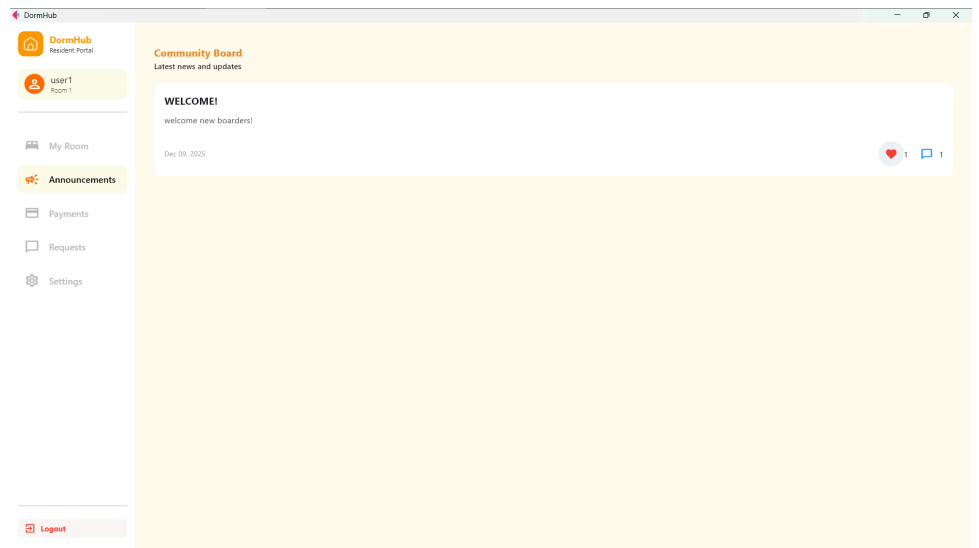 DormHub
DormHub
Resident Portal
user1
Room 1
My Room
Announcements
Payments
Requests
Settings
Logout
Community Board
Latest news and updates
WELCOME!
welcome new boarders!
Dec 09, 2025
1
1